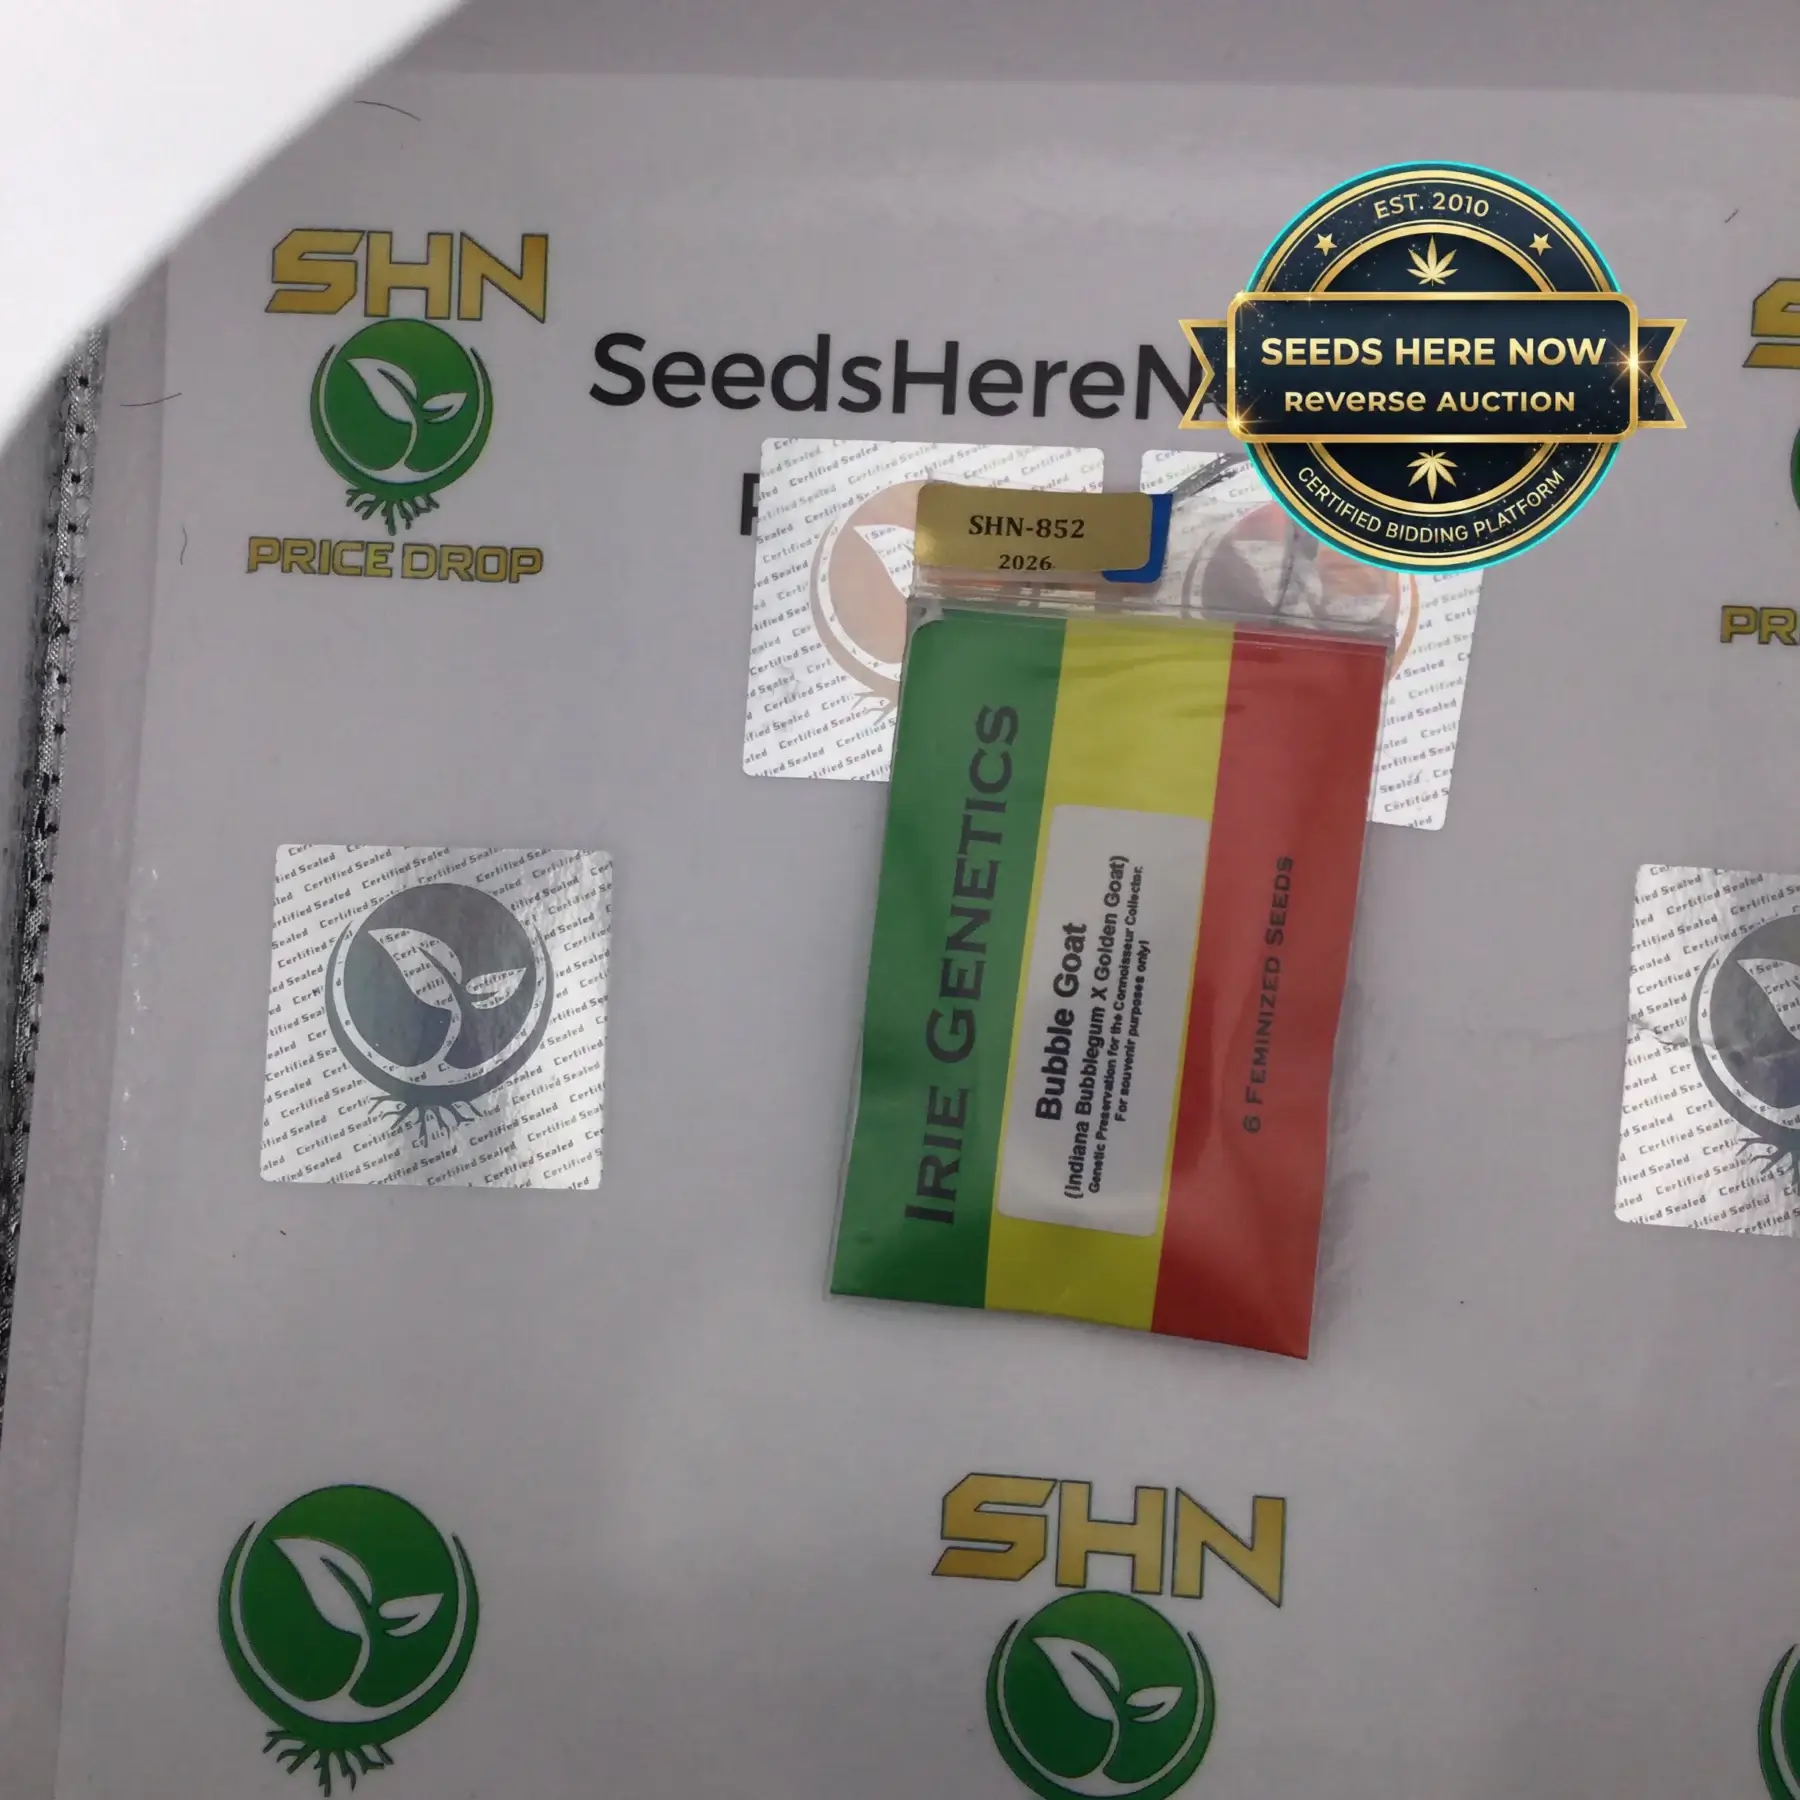 EST. 2010
SEEDS HERE NOW
REVERSE AUCTION
CERTIFIED BIDDING PLATFORM
SHN
PRICE DROP
SeedsHereN
SHN-852
2026
IRIE GENETICS
Bubble Goat
(Indiana Bubblegum X Golden Goat)
Genetic Preservation for the Connoisseur Collector.
For souvenir purposes only!
6 FEMINIZED SEEDS
Certified Sealed
SHN